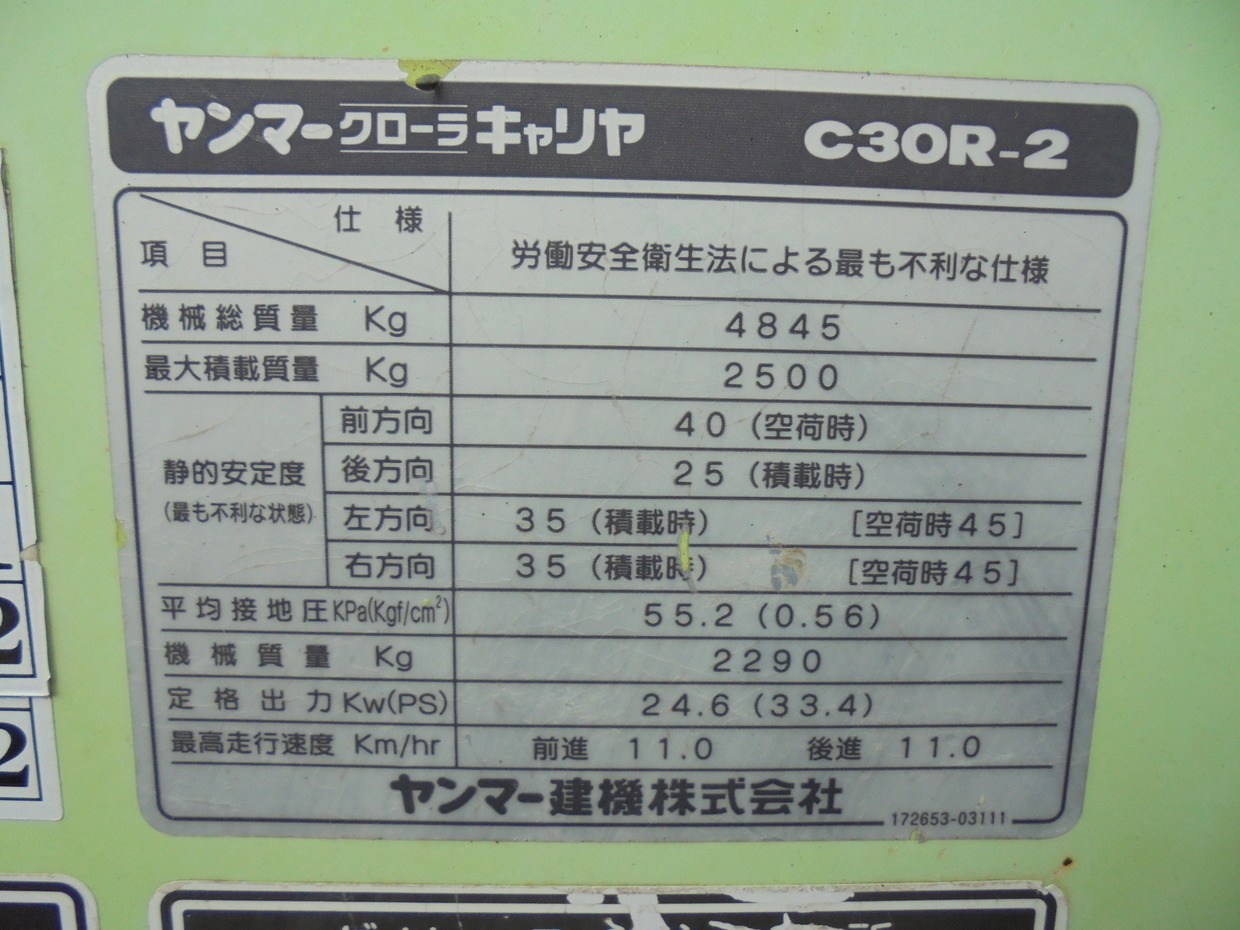 ヤンマークローラキャリヤ C30R-2
仕様
項目 労働安全衛生法による最も不利な仕様
機械総質量 Kg 4845
最大積載質量 Kg 2500
静的安定度 (最も不利な状態)
前方向 40 (空荷時)
後方向 25 (積載時)
左方向 35 (積載時) [空荷時45]
右方向 35 (積載時) [空荷時45]
平均接地圧 KPa(Kgf/cm²) 55.2 (0.56)
機械質量 Kg 2290
定格出力 Kw(PS) 24.6 (33.4)
最高走行速度 Km/hr 前進 11.0 後進 11.0
ヤンマー建機株式会社
172653-03111
2
2